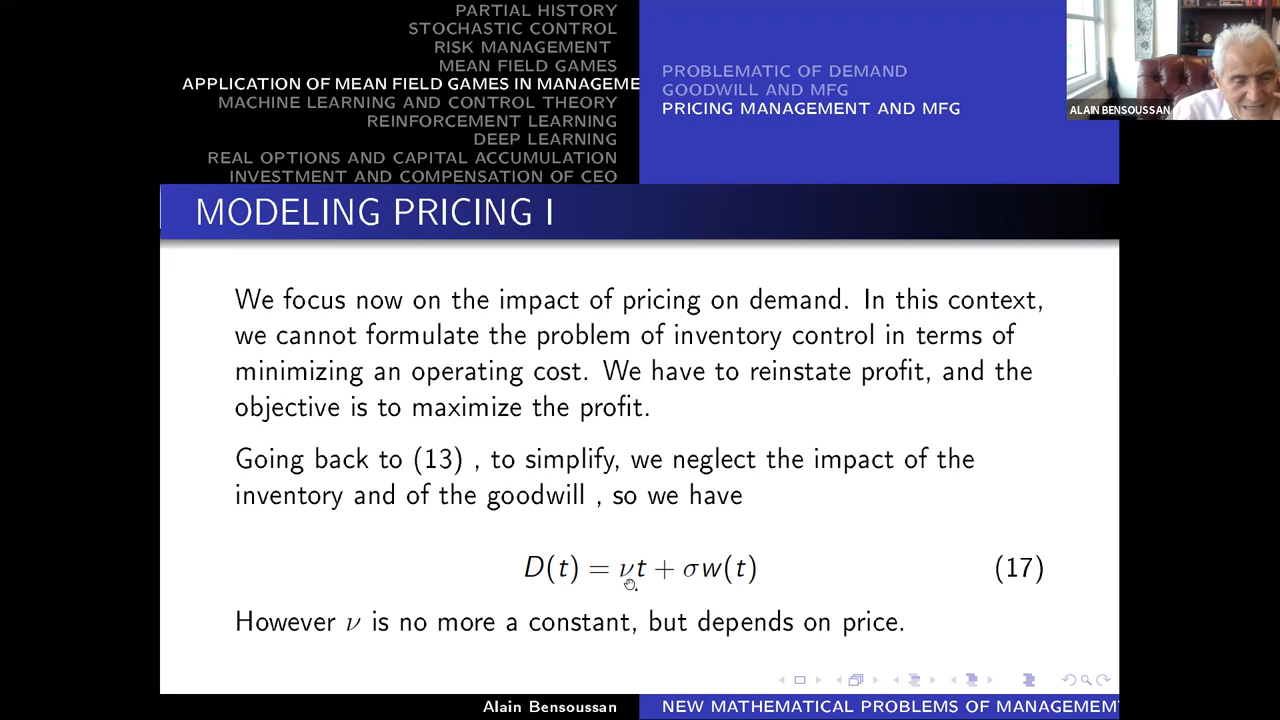 PARTIAL HISTORY
STOCHASTIC CONTROL
RISK MANAGEMENT
MEAN FIELD GAMES
APPLICATION OF MEAN FIELD GAMES IN MANAGEME
MACHINE LEARNING AND CONTROL THEORY
REINFORCEMENT LEARNING
DEEP LEARNING
REAL OPTIONS AND CAPITAL ACCUMULATION
INVESTMENT AND COMPENSATION OF CEO
PROBLEMATIC OF DEMAND
GOODWILL AND MFG
PRICING MANAGEMENT AND MFG
ALAIN BENSOUSSAN
MODELING PRICING I
We focus now on the impact of pricing on demand. In this context,
we cannot formulate the problem of inventory control in terms of
minimizing an operating cost. We have to reinstate profit, and the
objective is to maximize the profit.
Going back to (13) , to simplify, we neglect the impact of the
inventory and of the goodwill , so we have
D(t) = νt + σw(t) (17)
However ν is no more a constant, but depends on price.
Alain Bensoussan
NEW MATHEMATICAL PROBLEMS OF MANAGEMENT